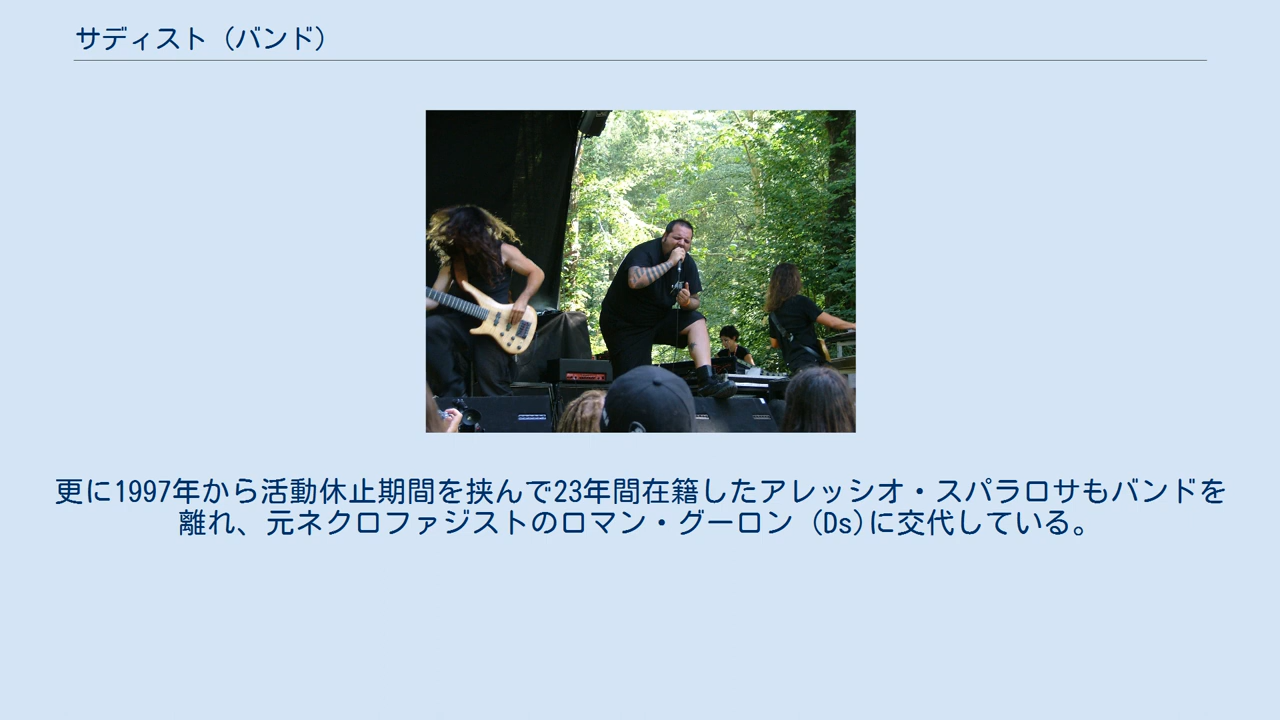 サディスト（バンド）
更に1997年から活動休止期間を挟んで23年間在籍したアレッシオ・スパラロサもバンドを
離れ、元ネクロファジストのロマン・グーロン (Ds)に交代している。